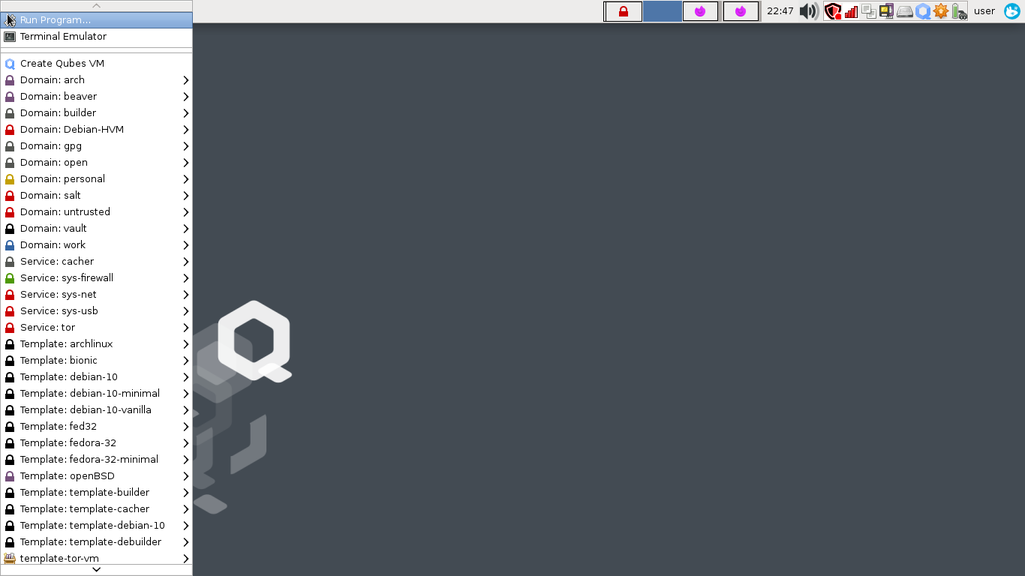 Run Program...
22:47
user
Terminal Emulator
Create Qubes VM
Domain: arch
Domain: beaver
Domain: builder
Domain: Debian-HVM
Domain: gpg
Domain: open
Domain: personal
Domain: salt
Domain: untrusted
Domain: vault
Domain: work
Service: cacher
Service: sys-firewall
Service: sys-net
Service: sys-usb
Service: tor
Template: archlinux
Template: bionic
Template: debian-10
Template: debian-10-minimal
Template: debian-10-vanilla
Template: fed32
Template: fedora-32
Template: fedora-32-minimal
Template: openBSD
Template: template-builder
Template: template-cacher
Template: template-debian-10
Template: template-debuilder
template-tor-vm